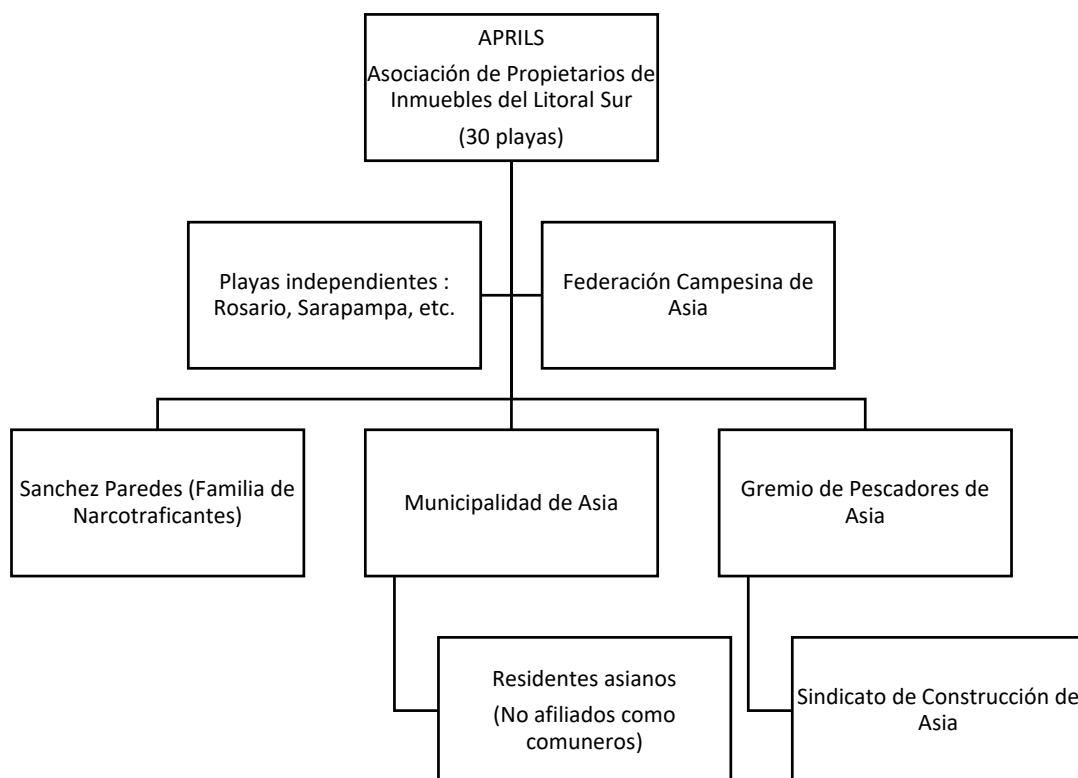 APRILS
Asociación de Propietarios de
Inmuebles del Litoral Sur
(30 playas)
Playas independientes :
Rosario, Sarapampa, etc.
Federación Campesina de
Asia
Sanchez Paredes (Familia de
Narcotraficantes)
Municipalidad de Asia
Gremio de Pescadores de
Asia
Residentes asianos
(No afiliados como
comuneros)
Sindicato de Construcción de
Asia